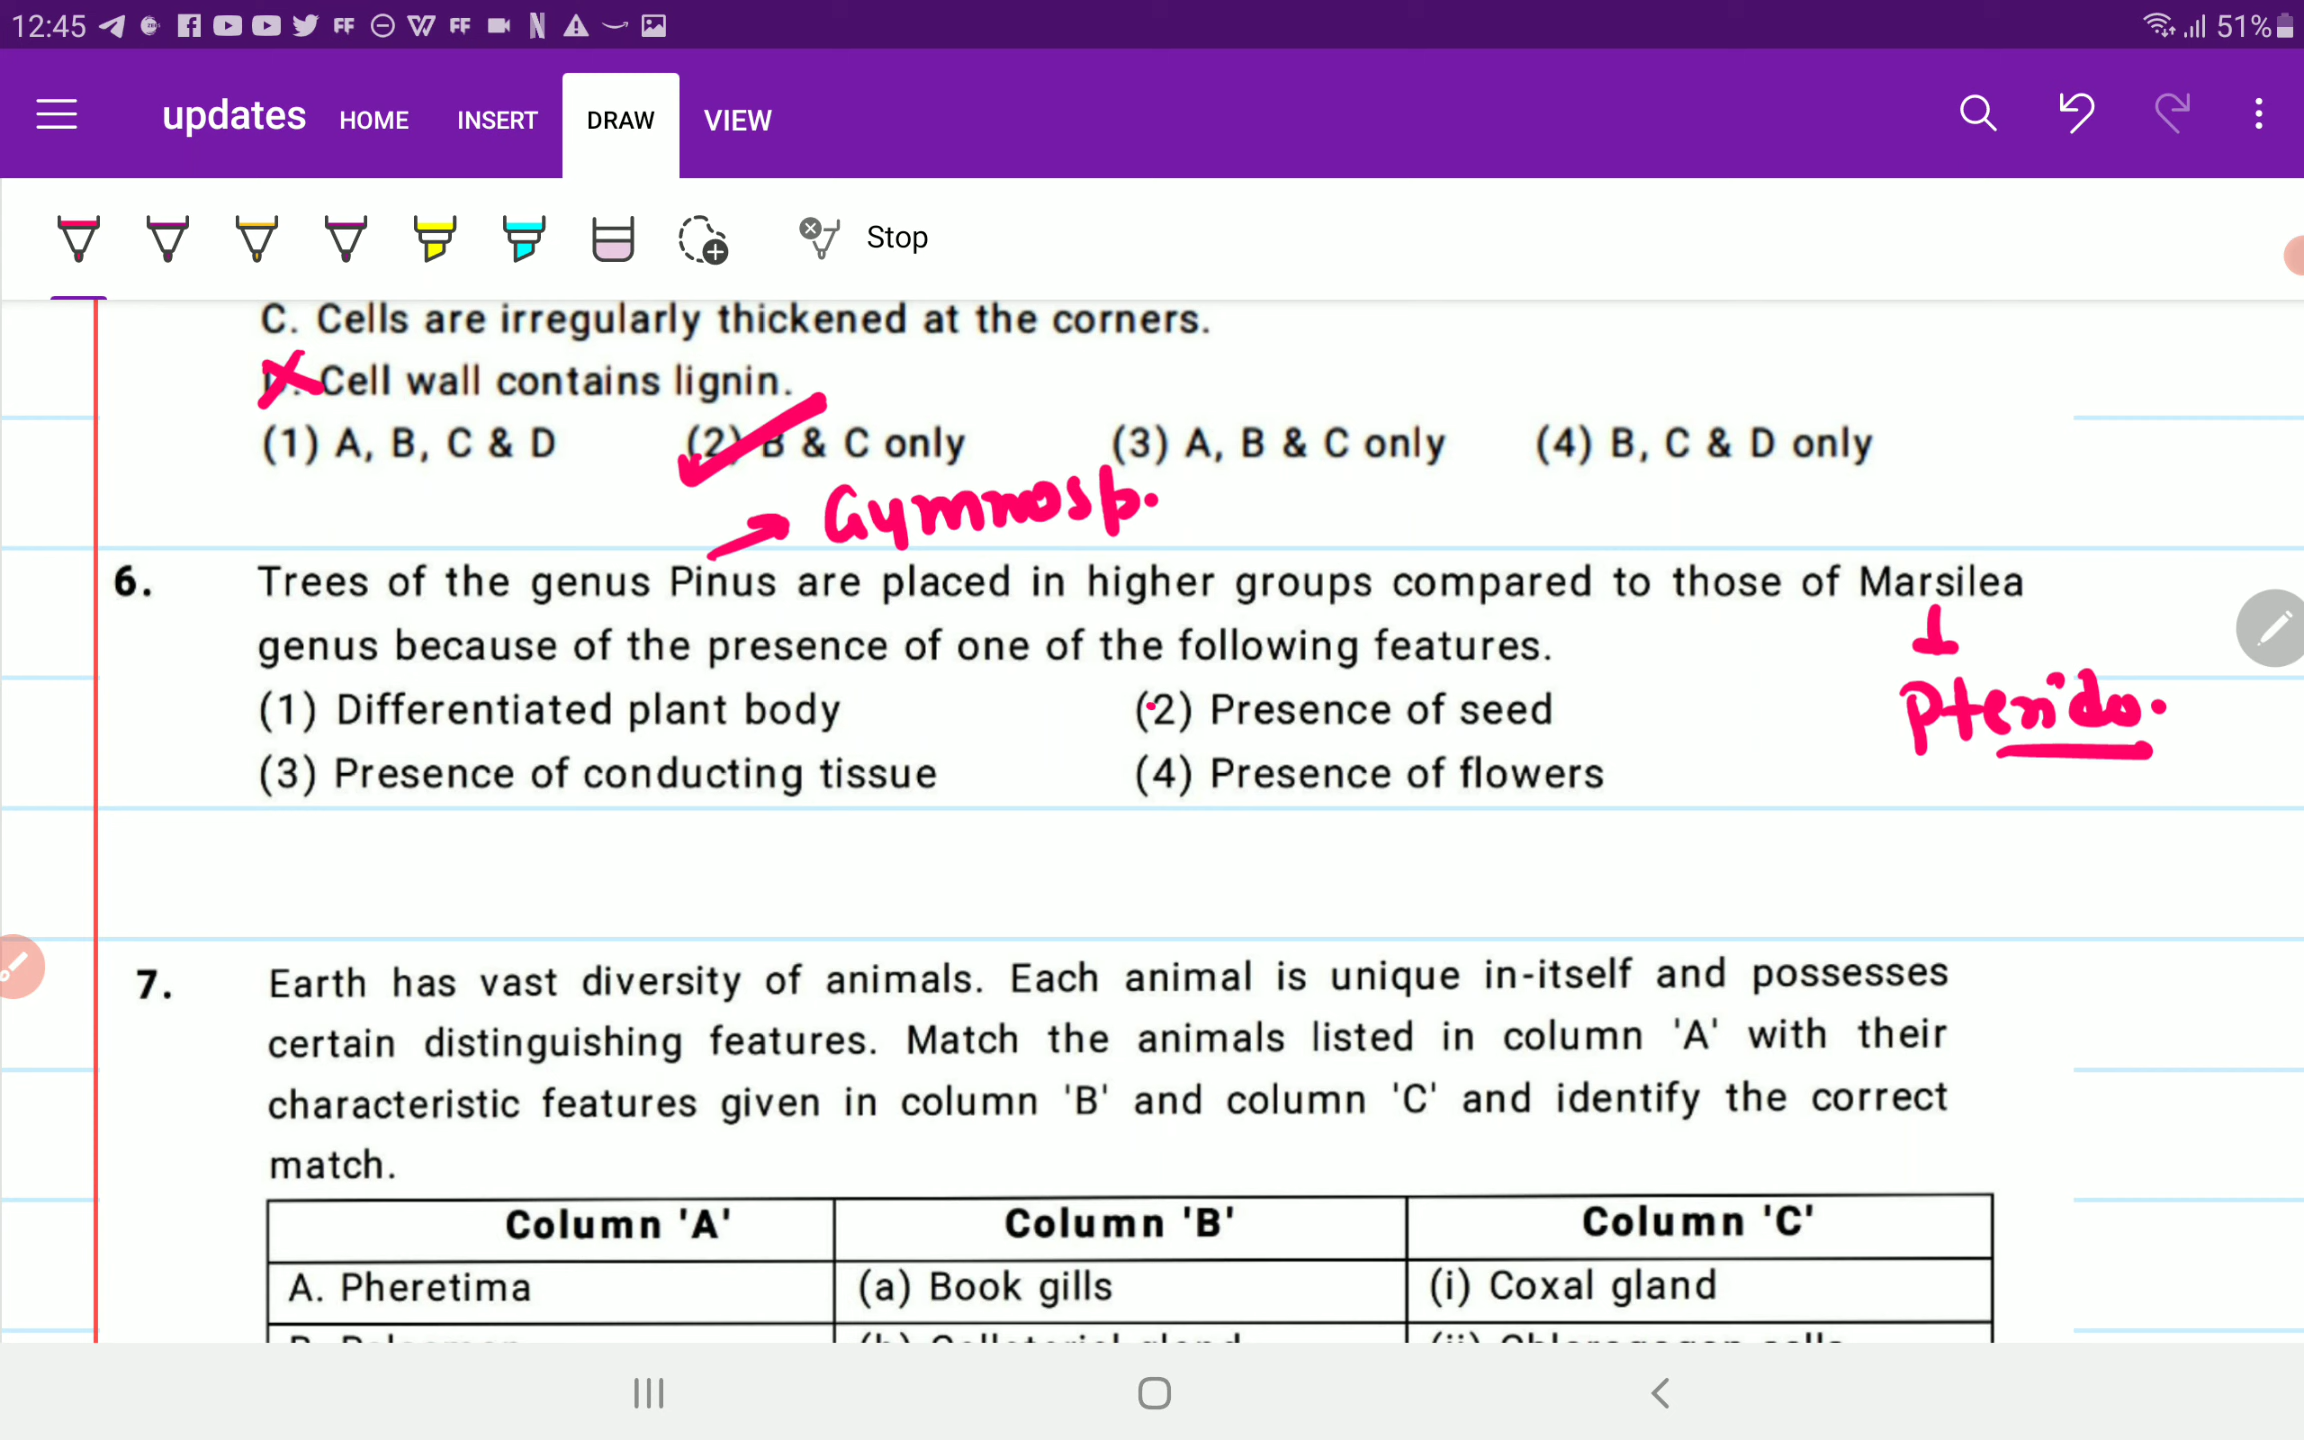 12:45 51%
updates HOME INSERT DRAW VIEW
Stop
C. Cells are irregularly thickened at the corners.
Cell wall contains lignin.
(1) A, B, C & D (2) B & C only (3) A, B & C only (4) B, C & D only
Gymnosp.
6. Trees of the genus Pinus are placed in higher groups compared to those of Marsilea
genus because of the presence of one of the following features.
Pterido.
(1) Differentiated plant body (2) Presence of seed
(3) Presence of conducting tissue (4) Presence of flowers
7. Earth has vast diversity of animals. Each animal is unique in-itself and possesses
certain distinguishing features. Match the animals listed in column 'A' with their
characteristic features given in column 'B' and column 'C' and identify the correct
match.
Column 'A' Column 'B' Column 'C'
A. Pheretima (a) Book gills (i) Coxal gland